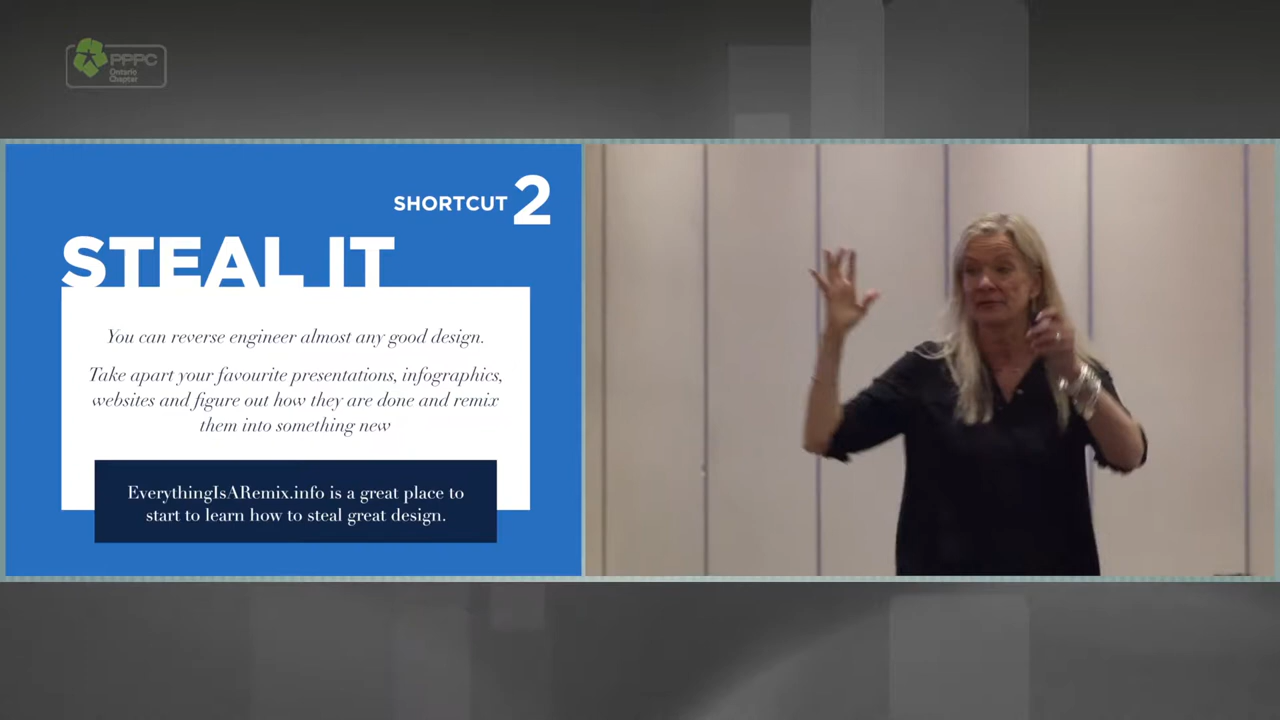 PPPC
Ontario
Chapter
SHORTCUT 2
STEAL IT
You can reverse engineer almost any good design.
Take apart your favourite presentations, infographics,
websites and figure out how they are done and remix
them into something new
EverythingIsARemix.info is a great place to
start to learn how to steal great design.